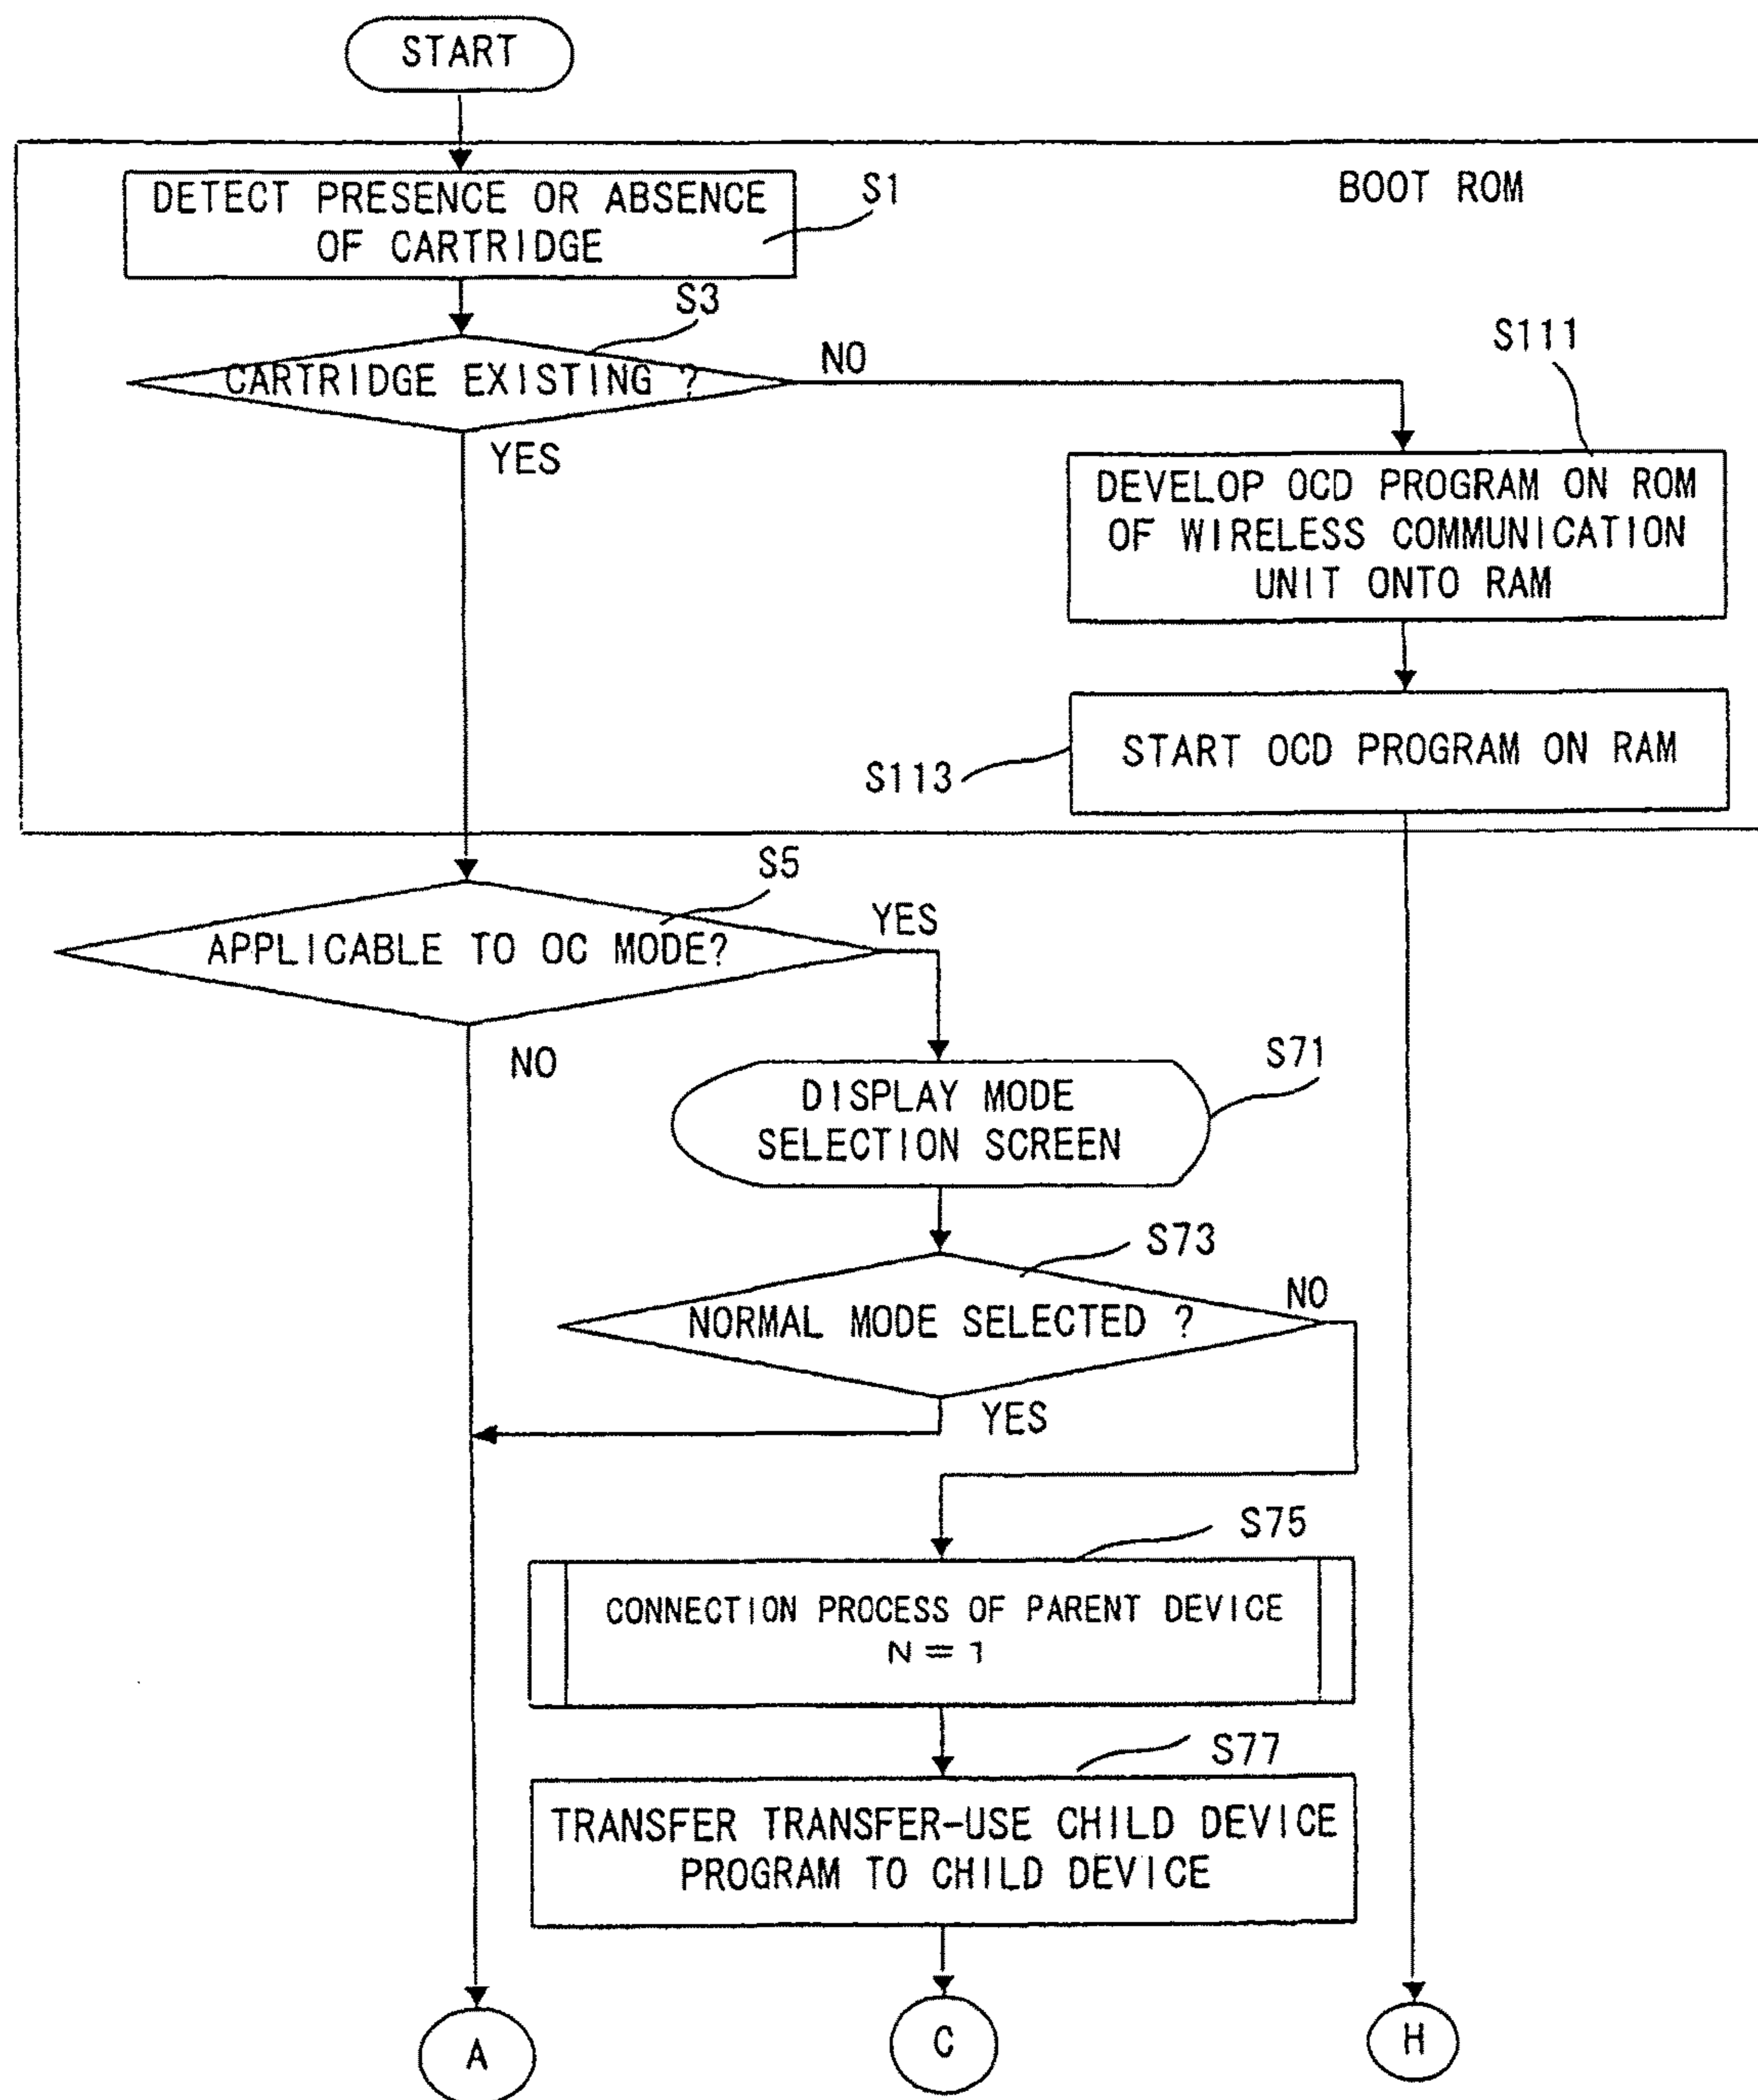 START
BOOT ROM
DETECT PRESENCE OR ABSENCE
OF CARTRIDGE
S1
S3
CARTRIDGE EXISTING ?
NO
YES
S111
DEVELOP OCD PROGRAM ON ROM
OF WIRELESS COMMUNICATION
UNIT ONTO RAM
START OCD PROGRAM ON RAM
S113
S5
APPLICABLE TO OC MODE?
YES
NO
S71
DISPLAY MODE
SELECTION SCREEN
S73
NORMAL MODE SELECTED ?
NO
YES
S75
CONNECTION PROCESS OF PARENT DEVICE
N = 1
S77
TRANSFER TRANSFER-USE CHILD DEVICE
PROGRAM TO CHILD DEVICE
A
C
H